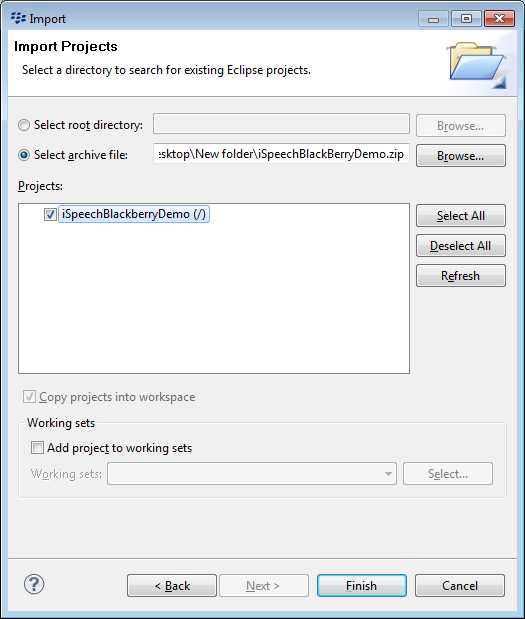 Import
Import Projects
Select a directory to search for existing Eclipse projects.
Select root directory:
Browse...
Select archive file:
esktop\New folder\iSpeechBlackBerryDemo.zip
Browse...
Projects:
iSpeechBlackberryDemo (/)
Select All
Deselect All
Refresh
Copy projects into workspace
Working sets
Add project to working sets
Working sets:
Select...
?
< Back
Next >
Finish
Cancel